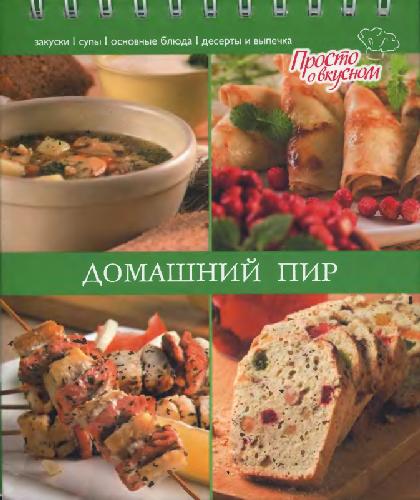 закуски | супы | основные блюда | десерты и выпечка
Просто
о вкусном
ДОМАШНИЙ ПИР